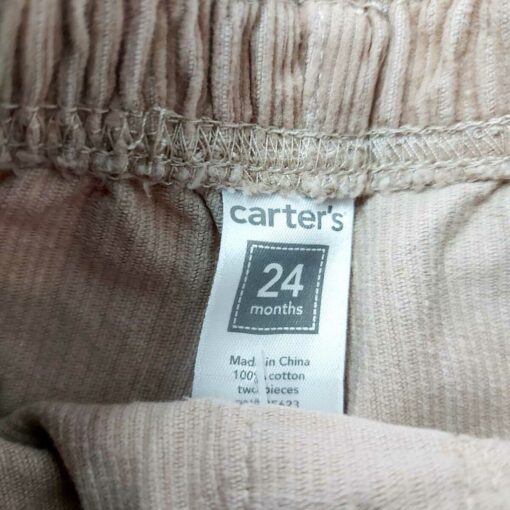 carter's
24
months
Made in China
100% cotton
two pieces